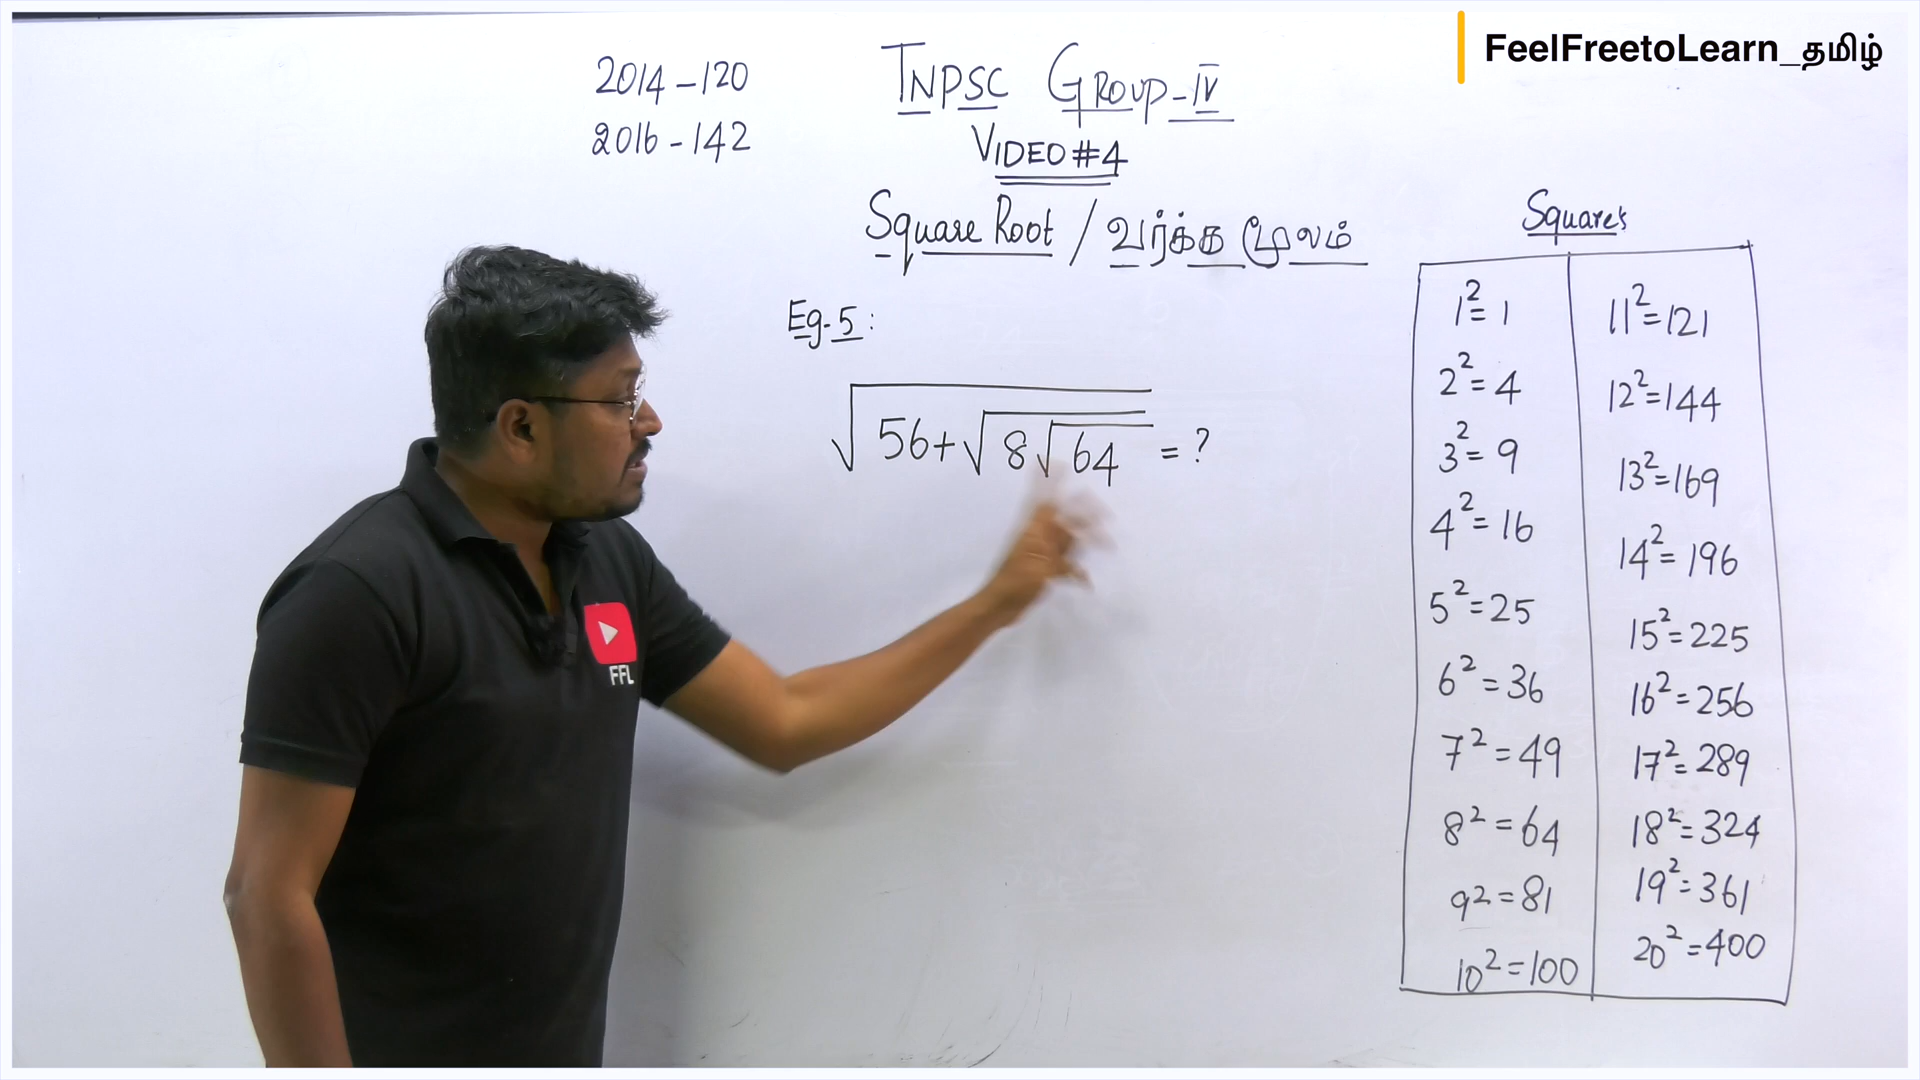 FeelFreetoLearn_தமிழ்
2014 - 120
2016 - 142
TNPSC Group - IV
VIDEO #4
Square Root / வர்க்க மூலம்
Eg-5:
√(56+√(8√64)) = ?
Square's
1² = 1
2² = 4
3² = 9
4² = 16
5² = 25
6² = 36
7² = 49
8² = 64
9² = 81
10² = 100
11² = 121
12² = 144
13² = 169
14² = 196
15² = 225
16² = 256
17² = 289
18² = 324
19² = 361
20² = 400
FFL